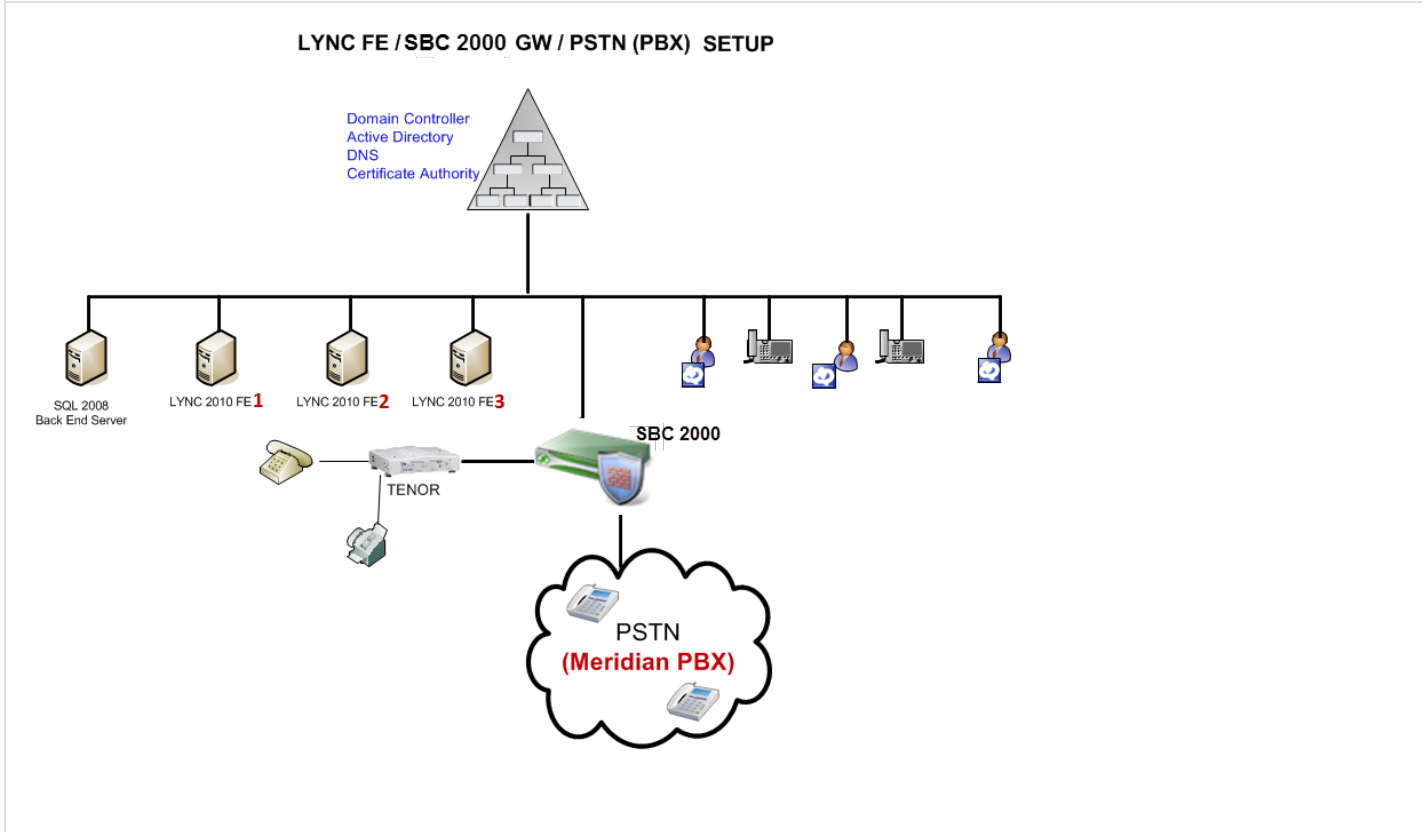 LYNC FE / SBC 2000 GW / PSTN (PBX) SETUP
Domain Controller
Active Directory
DNS
Certificate Authority
SQL 2008
Back End Server
LYNC 2010 FE1
LYNC 2010 FE2
LYNC 2010 FE3
SBC 2000
TENOR
PSTN
(Meridian PBX)